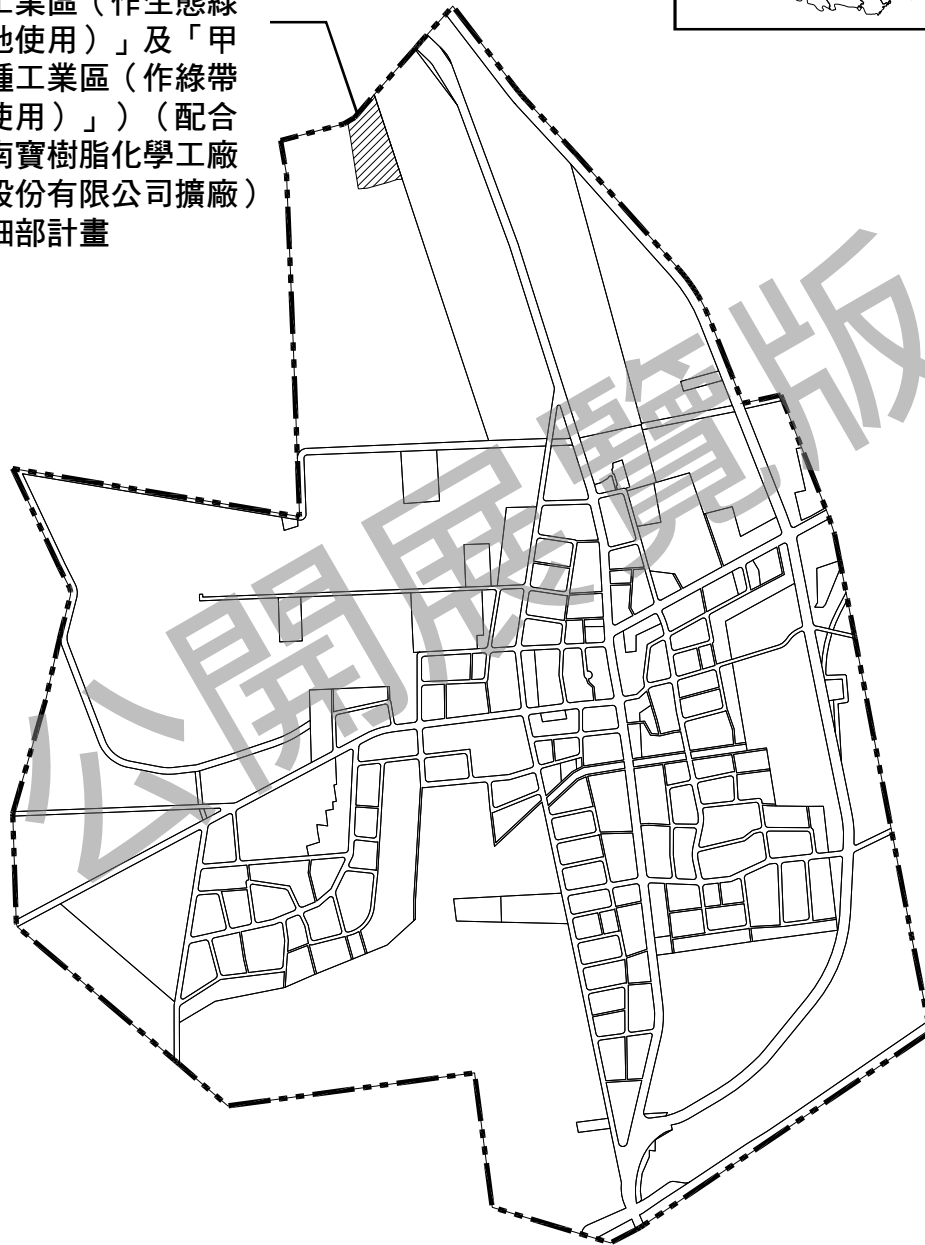 工業區（作生態綠
地使用）」及「甲
種工業區（作綠帶
使用）」）（配合
南寶樹脂化學工廠
股份有限公司擴廠）
細部計畫
公開展覽版